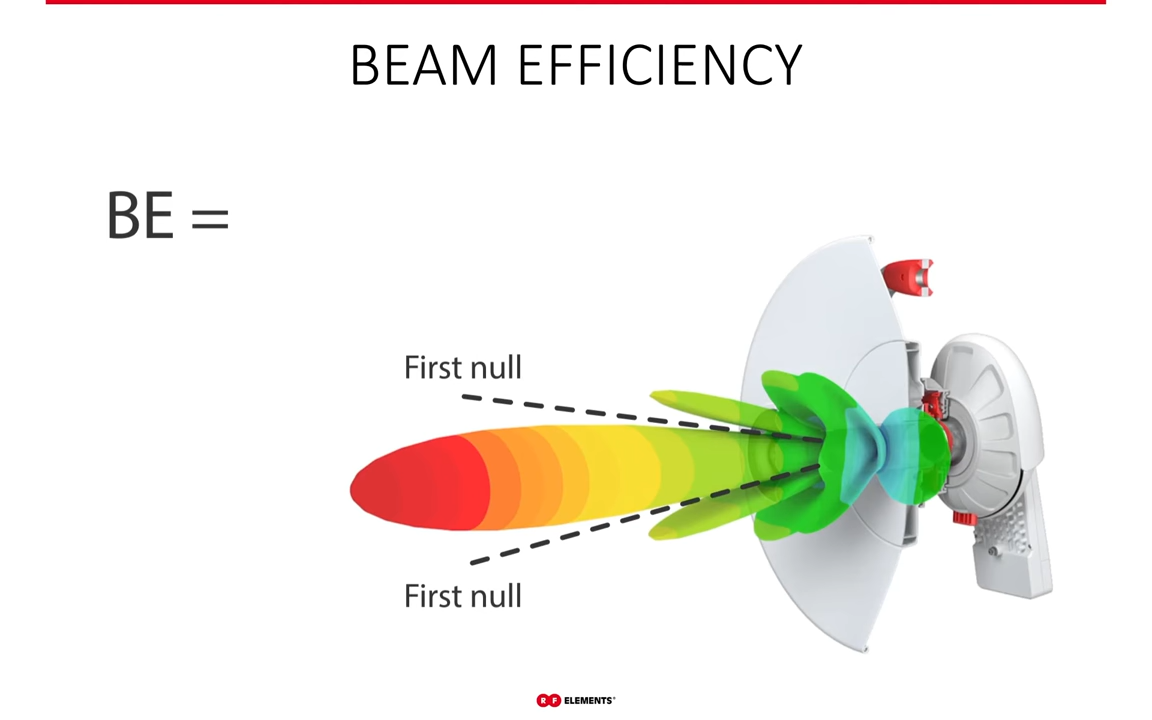 BEAM EFFICIENCY
BE =
First null
First null
RF ELEMENTS®